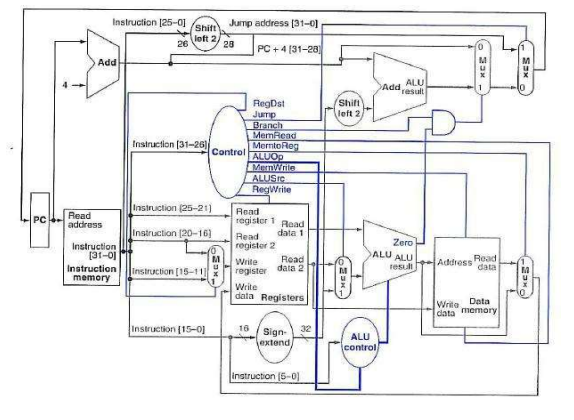 Instruction [25–0]
Shift
left 2
Jump address [31–0]
26
28
PC + 4 [31–28]
Add
4
0
M
u
x
1
1
M
u
x
0
Add
ALU
result
Shift
left 2
RegDst
Jump
Branch
MemRead
MemtoReg
ALUOp
MemWrite
ALUSrc
RegWrite
Instruction [31–26]
Control
PC
Read
address
Instruction
[31–0]
Instruction
memory
Instruction [25–21]
Instruction [20–16]
Instruction [15–11]
0
M
u
x
1
Read
register 1
Read
register 2
Write
register
Write
data
Read
data 1
Read
data 2
Registers
0
M
u
x
1
Zero
ALU
ALU
result
Address
Read
data
Write
data
Data
memory
1
M
u
x
0
Instruction [15–0]
16
Sign-
extend
32
ALU
control
Instruction [5–0]